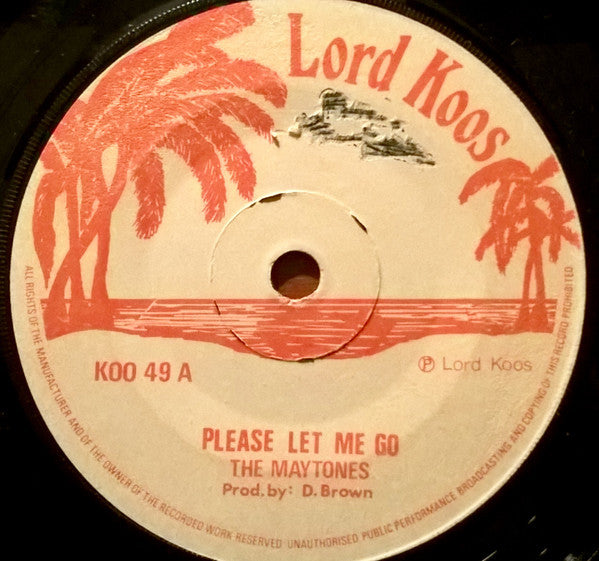 Lord Koos
KOO 49 A
Ⓟ Lord Koos
PLEASE LET ME GO
THE MAYTONES
Prod. by: D. Brown
ALL RIGHTS OF THE MANUFACTURER AND OF THE OWNER OF THE RECORDED WORK RESERVED UNAUTHORISED PUBLIC PERFORMANCE BROADCASTING AND COPYING OF THIS RECORD PROHIBITED